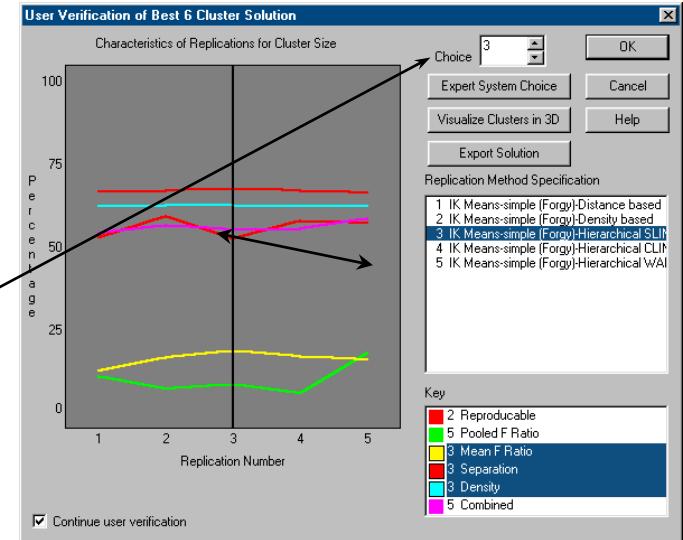 User Verification of Best 6 Cluster Solution
Characteristics of Replications for Cluster Size
100
75
50
25
0
Percentage
1 2 3 4 5
Replication Number
Continue user verification
Choice 3
OK
Expert System Choice
Cancel
Visualize Clusters in 3D
Help
Export Solution
Replication Method Specification
1 IK Means-simple (Forgy)-Distance based
2 IK Means-simple (Forgy)-Density based
3 IK Means-simple (Forgy)-Hierarchical SLIN
4 IK Means-simple (Forgy)-Hierarchical CLIN
5 IK Means-simple (Forgy)-Hierarchical WAI
Key
2 Reproducable
5 Pooled F Ratio
3 Mean F Ratio
3 Separation
3 Density
5 Combined